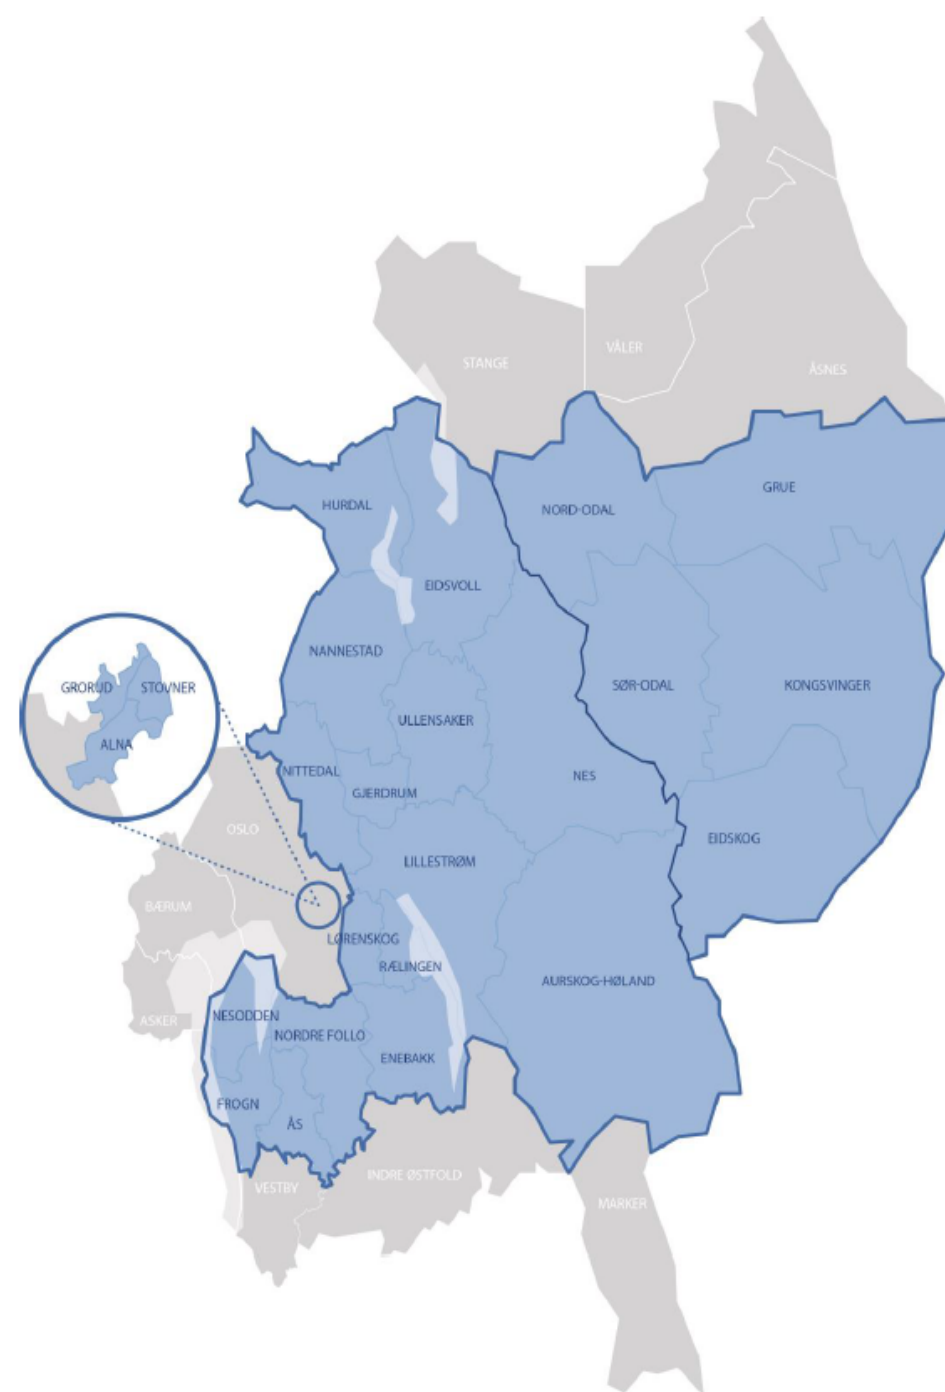 STANGE
VÅLER
ÅSNES
HURDAL
NORD-ODAL
GRUE
EIDSVOLL
NANNESTAD
GRORUD
STOVNER
ALNA
SØR-ODAL
KONGSVINGER
ULLENSAKER
NITTEDAL
GJERDRUM
NES
OSLO
LILLESTRØM
EIDSKOG
BÆRUM
LØRENSKOG
RÆLINGEN
AURSKOG-HØLAND
ASKER
NESODDEN
NORDRE FOLLO
ENEBAKK
FROGN
ÅS
VESTBY
INDRE ØSTFOLD
MARKER